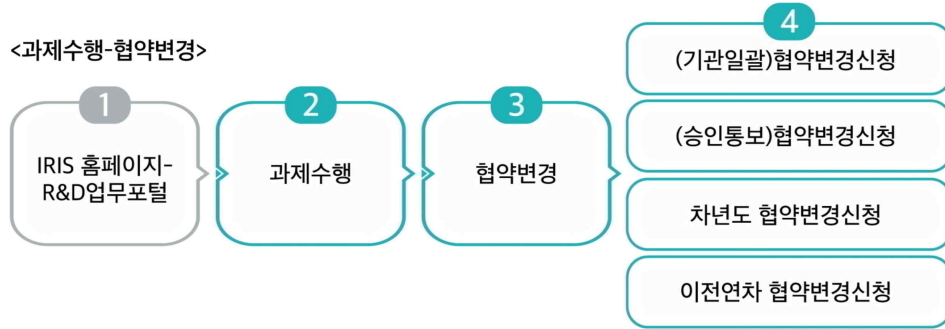 <과제수행-협약변경>
1
IRIS 홈페이지-
R&D업무포털
2
과제수행
3
협약변경
4
(기관일괄)협약변경신청
(승인통보)협약변경신청
차년도 협약변경신청
이전연차 협약변경신청